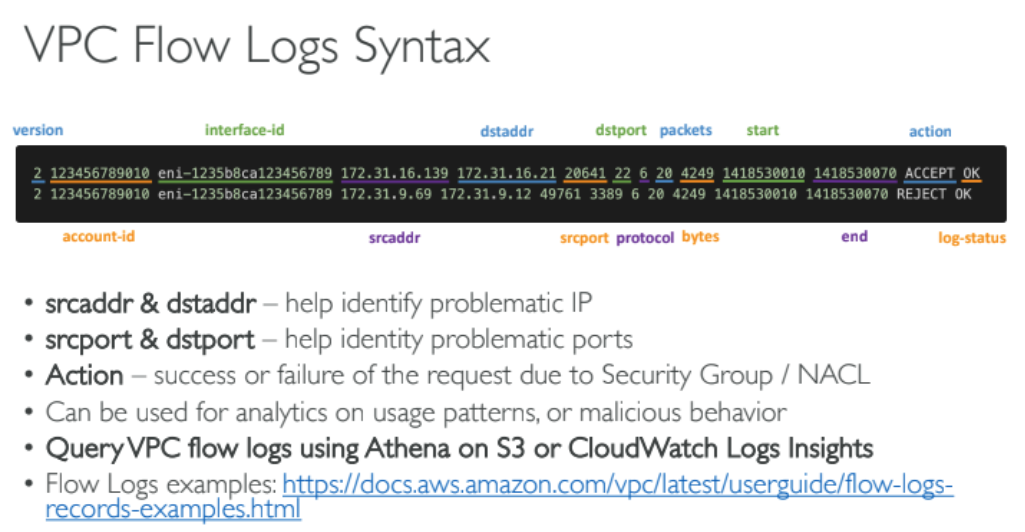 VPC Flow Logs Syntax
version interface-id dstaddr dstport packets start action
2 123456789010 eni-1235b8ca123456789 172.31.16.139 172.31.16.21 20641 22 6 20 4249 1418530010 1418530070 ACCEPT OK
2 123456789010 eni-1235b8ca123456789 172.31.9.69 172.31.9.12 49761 3389 6 20 4249 1418530010 1418530070 REJECT OK
account-id srcaddr srcport protocol bytes end log-status
• srcaddr & dstaddr – help identify problematic IP
• srcport & dstport – help identity problematic ports
• Action – success or failure of the request due to Security Group / NACL
• Can be used for analytics on usage patterns, or malicious behavior
• Query VPC flow logs using Athena on S3 or CloudWatch Logs Insights
• Flow Logs examples: https://docs.aws.amazon.com/vpc/latest/userguide/flow-logs-
records-examples.html